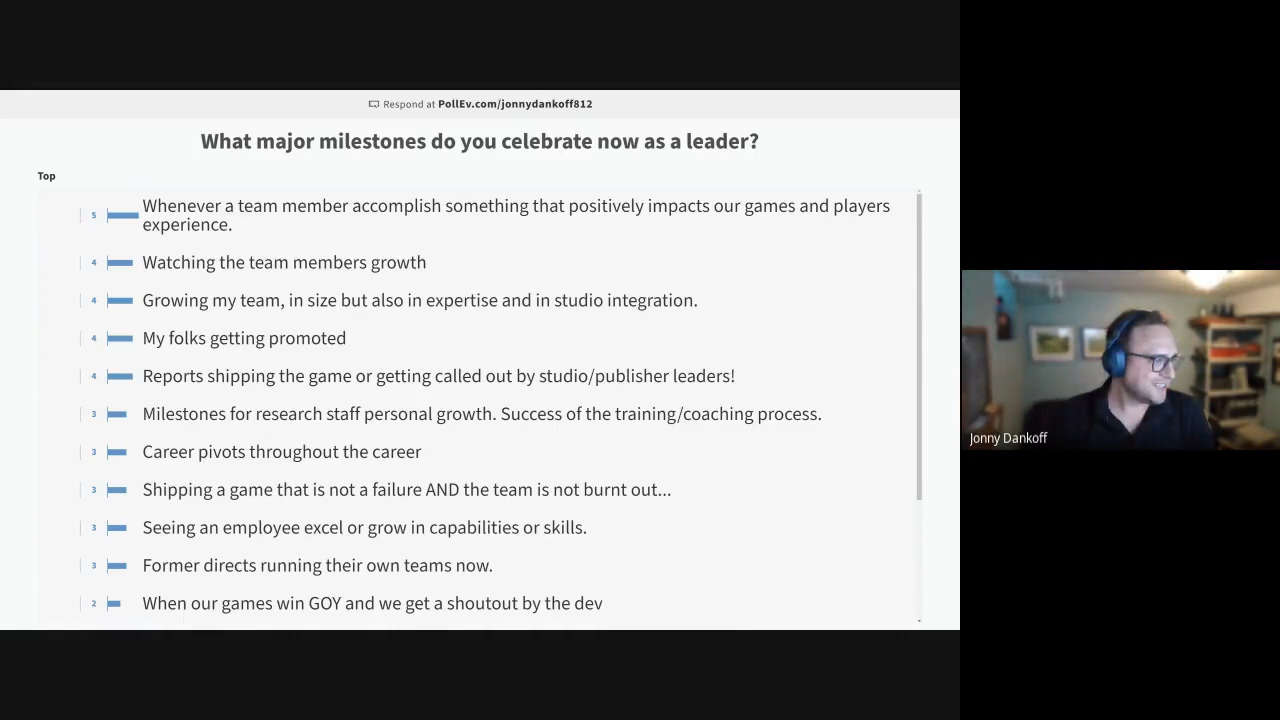 Respond at PollEv.com/jonnydankoff812
What major milestones do you celebrate now as a leader?
Top
5 Whenever a team member accomplish something that positively impacts our games and players
experience.
4 Watching the team members growth
4 Growing my team, in size but also in expertise and in studio integration.
4 My folks getting promoted
4 Reports shipping the game or getting called out by studio/publisher leaders!
3 Milestones for research staff personal growth. Success of the training/coaching process.
3 Career pivots throughout the career
3 Shipping a game that is not a failure AND the team is not burnt out...
3 Seeing an employee excel or grow in capabilities or skills.
3 Former directs running their own teams now.
2 When our games win GOY and we get a shoutout by the dev
Jonny Dankoff